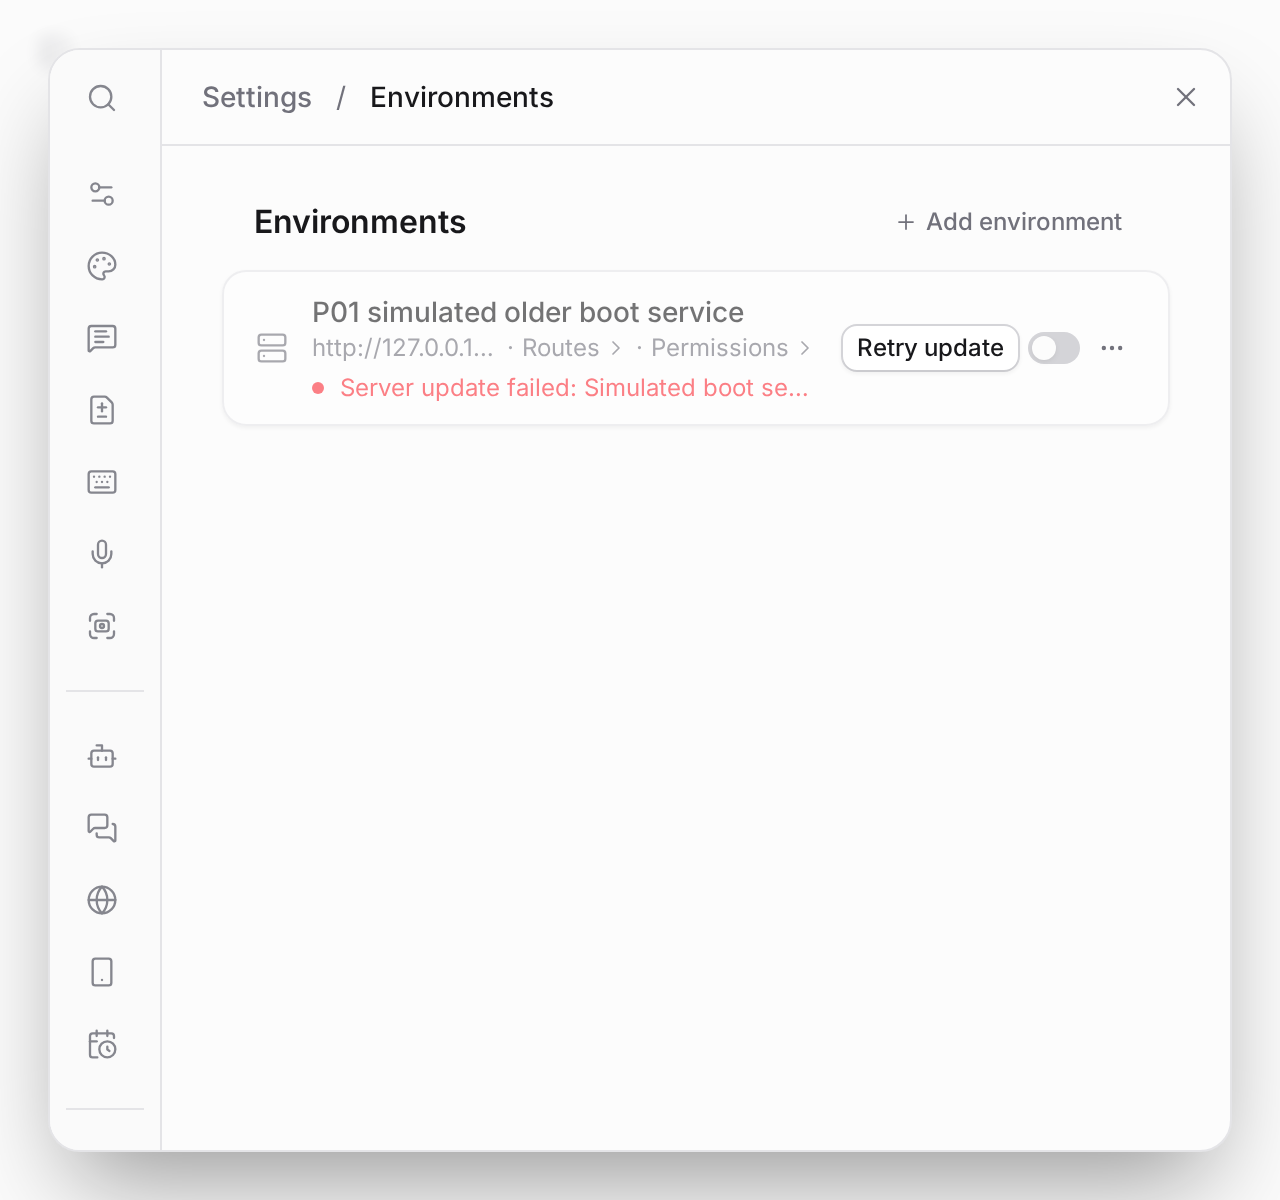 Settings / Environments
Environments
+ Add environment
P01 simulated older boot service
http://127.0.0.1... · Routes > · Permissions >
Retry update
Server update failed: Simulated boot se...